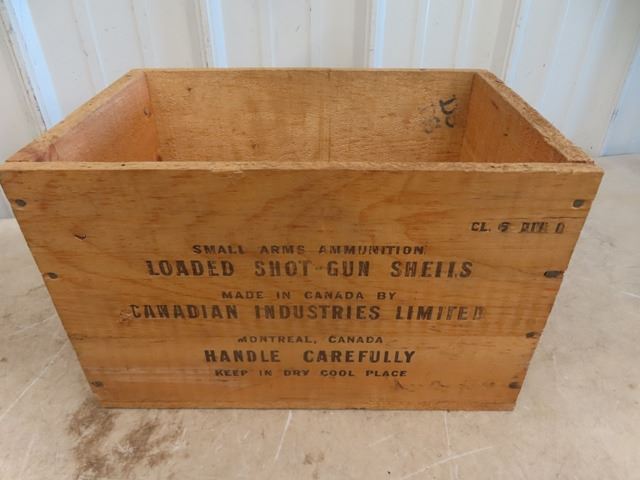 CL. 6 DIV.
SMALL ARMS AMMUNITION
LOADED SHOT-GUN SHELLS
MADE IN CANADA BY
CANADIAN INDUSTRIES LIMITED
MONTREAL, CANADA
HANDLE CAREFULLY
KEEP IN DRY COOL PLACE